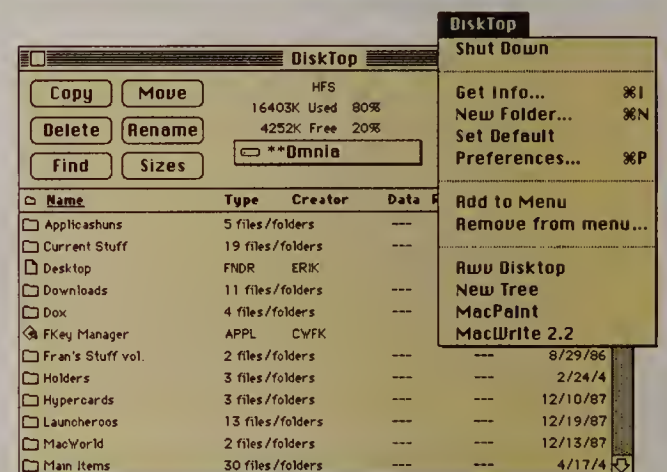 DiskTop
Shut Down
Get Info... ⌘I
New Folder... ⌘N
Set Default
Preferences... ⌘P
Add to Menu
Remove from menu...
Awv Disktop
New Tree
MacPaint
MacWrite 2.2
DiskTop
Copy Move
Delete Rename
Find Sizes
HFS
16403K Used 80%
4252K Free 20%
**Omnia
Name Type Creator Data
Applicashuns 5 files/folders ---
Current Stuff 19 files/folders ---
Desktop FNDR ERIK
Downloads 11 files/folders ---
Dox 4 files/folders ---
FKey Manager APPL CWFK
Fran's Stuff vol. 2 files/folders --- --- 8/29/86
Holders 3 files/folders --- --- 2/24/4
Hypercards 3 files/folders --- --- 12/10/87
Launcheroos 13 files/folders --- --- 12/19/87
MacWorld 2 files/folders --- --- 12/13/87
Main Items 30 files/folders --- --- 4/17/4